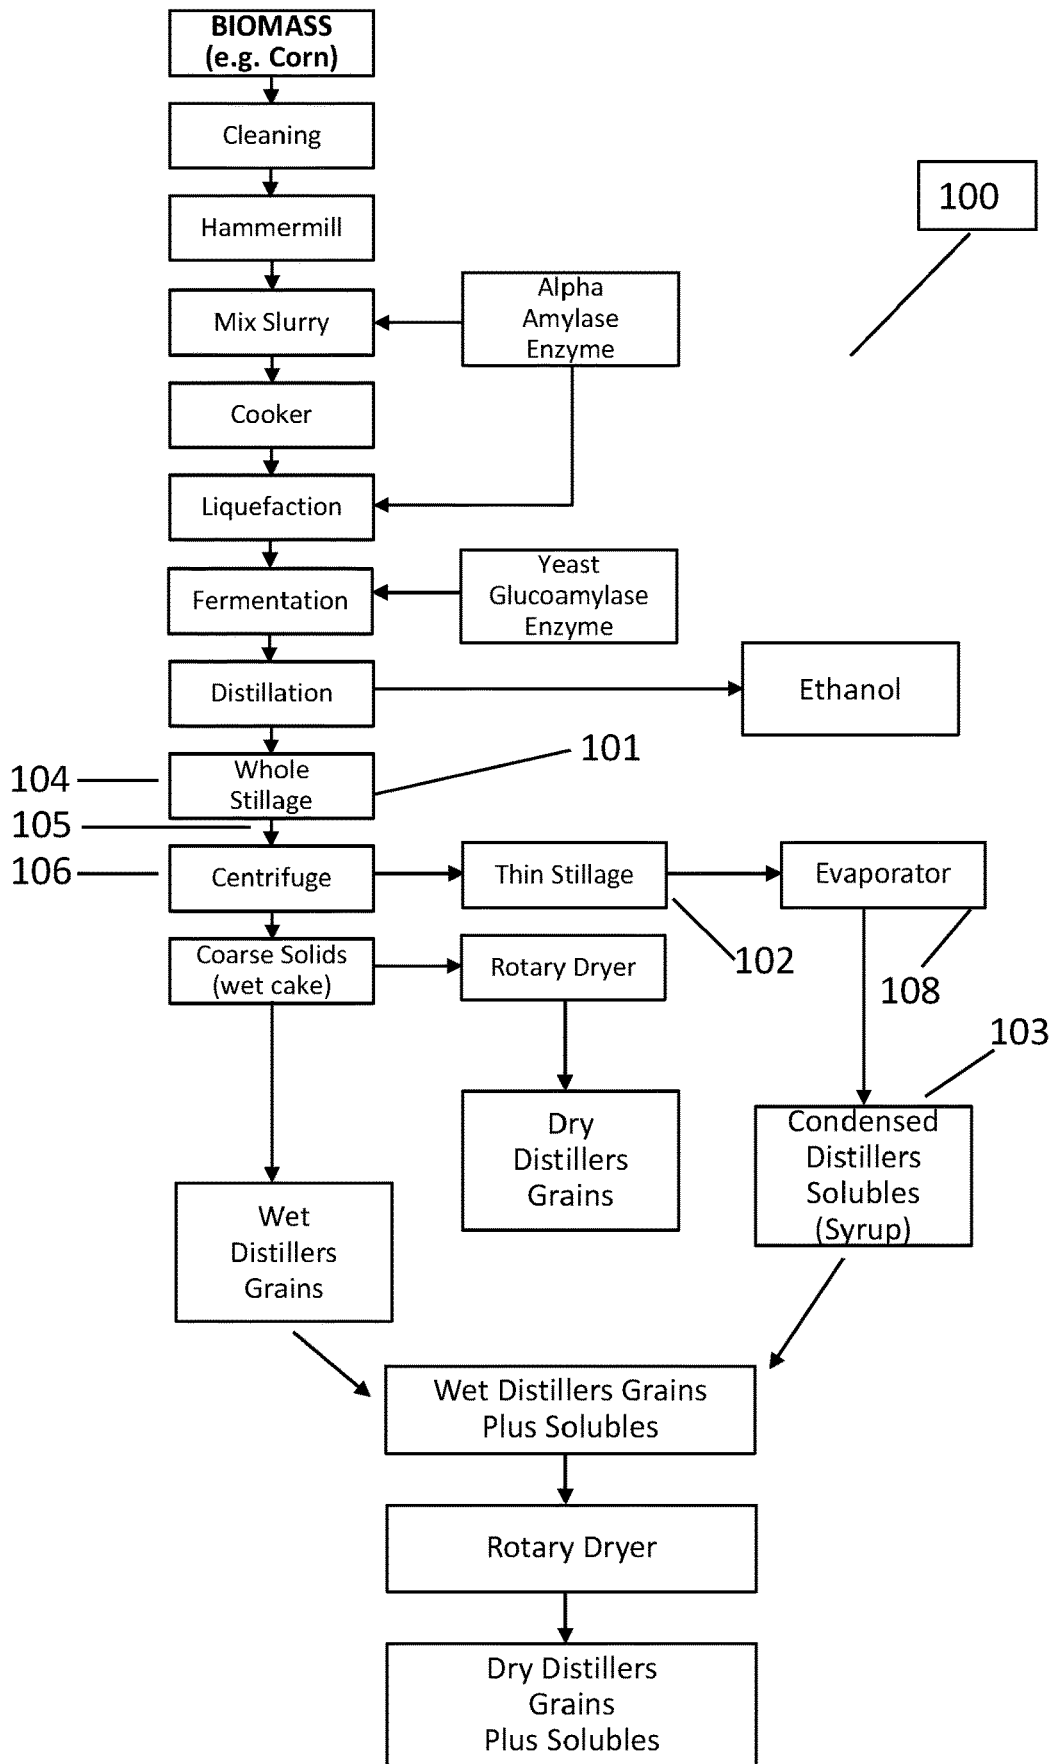 BIOMASS
(e.g. Corn)
Cleaning
100
Hammermill
Mix Slurry
Alpha
Amylase
Enzyme
Cooker
Liquefaction
Fermentation
Yeast
Glucoamylase
Enzyme
Distillation
Ethanol
104
Whole
Stillage
101
105
106
Centrifuge
Thin Stillage
Evaporator
Coarse Solids
(wet cake)
Rotary Dryer
102
108
103
Dry
Distillers
Grains
Condensed
Distillers
Solubles
(Syrup)
Wet
Distillers
Grains
Wet Distillers Grains
Plus Solubles
Rotary Dryer
Dry Distillers
Grains
Plus Solubles